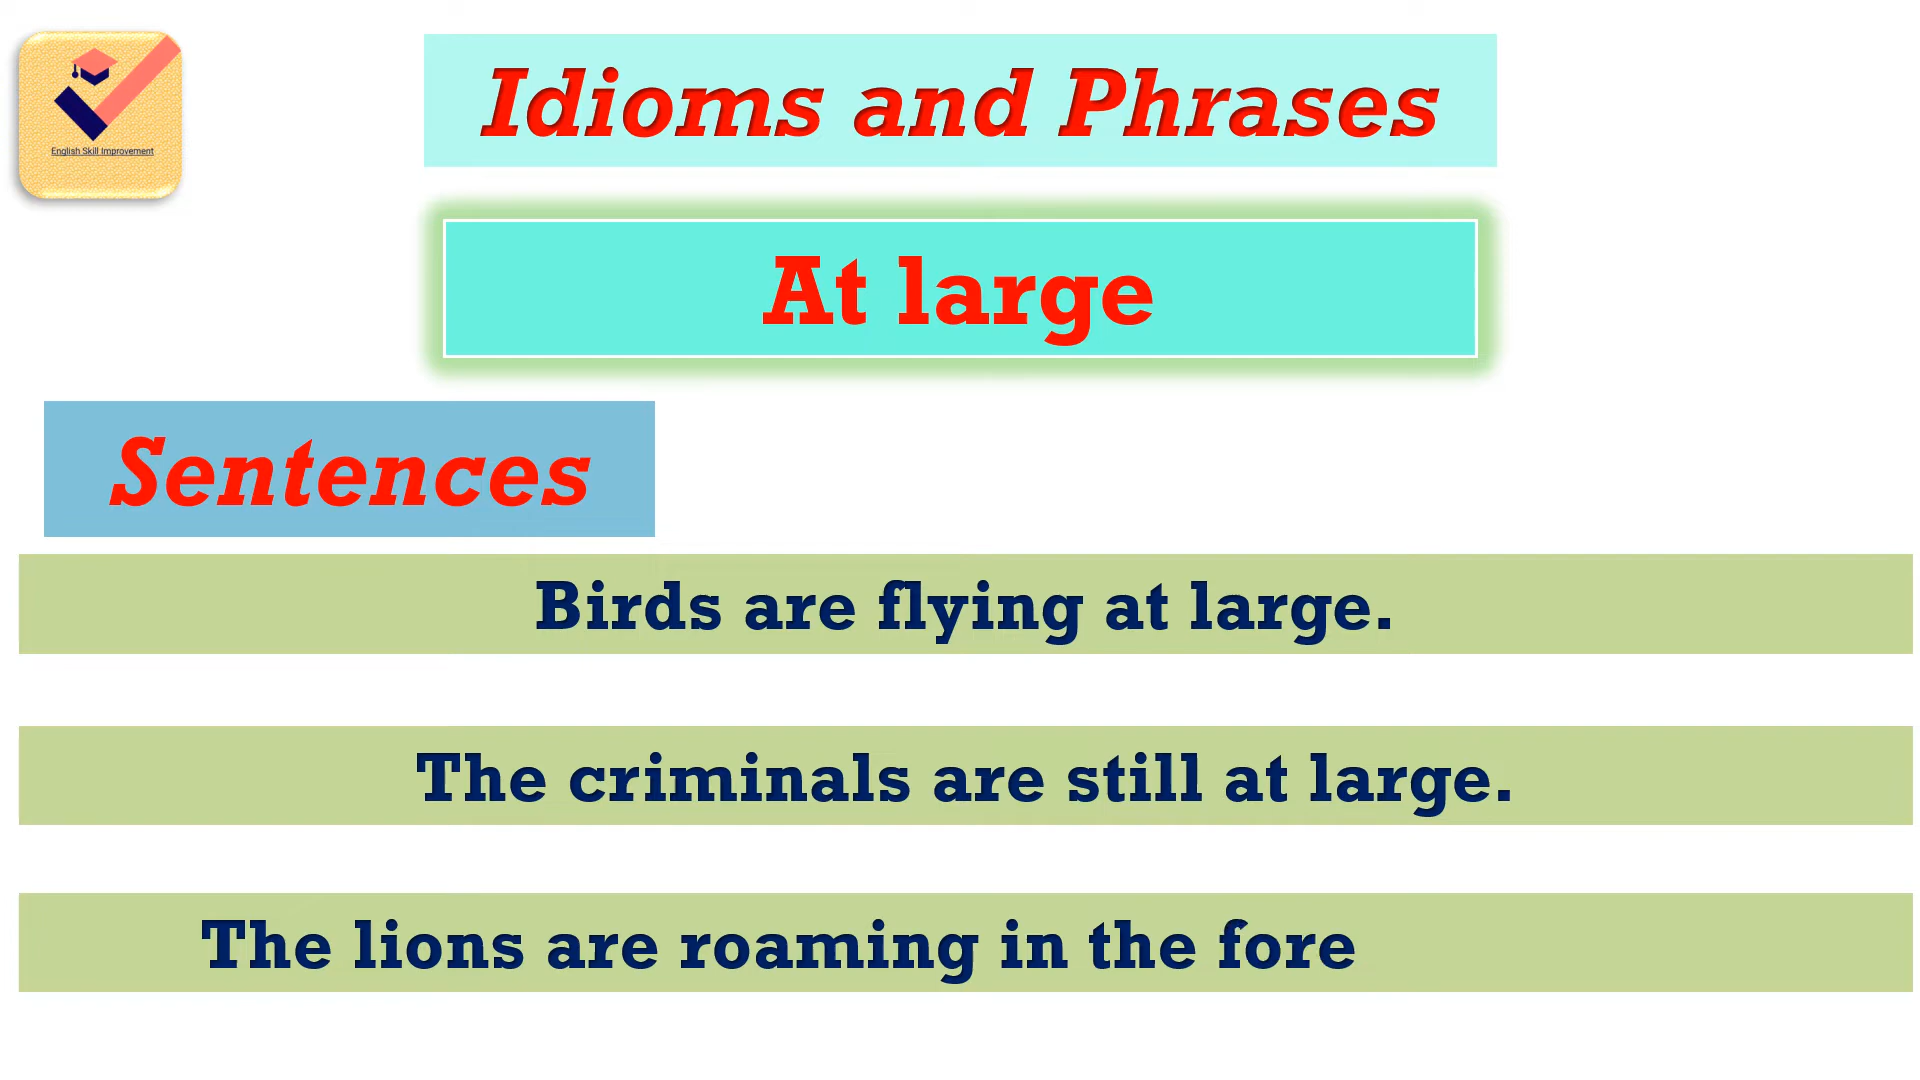 English Skill Improvement
Idioms and Phrases
At large
Sentences
Birds are flying at large.
The criminals are still at large.
The lions are roaming in the fore